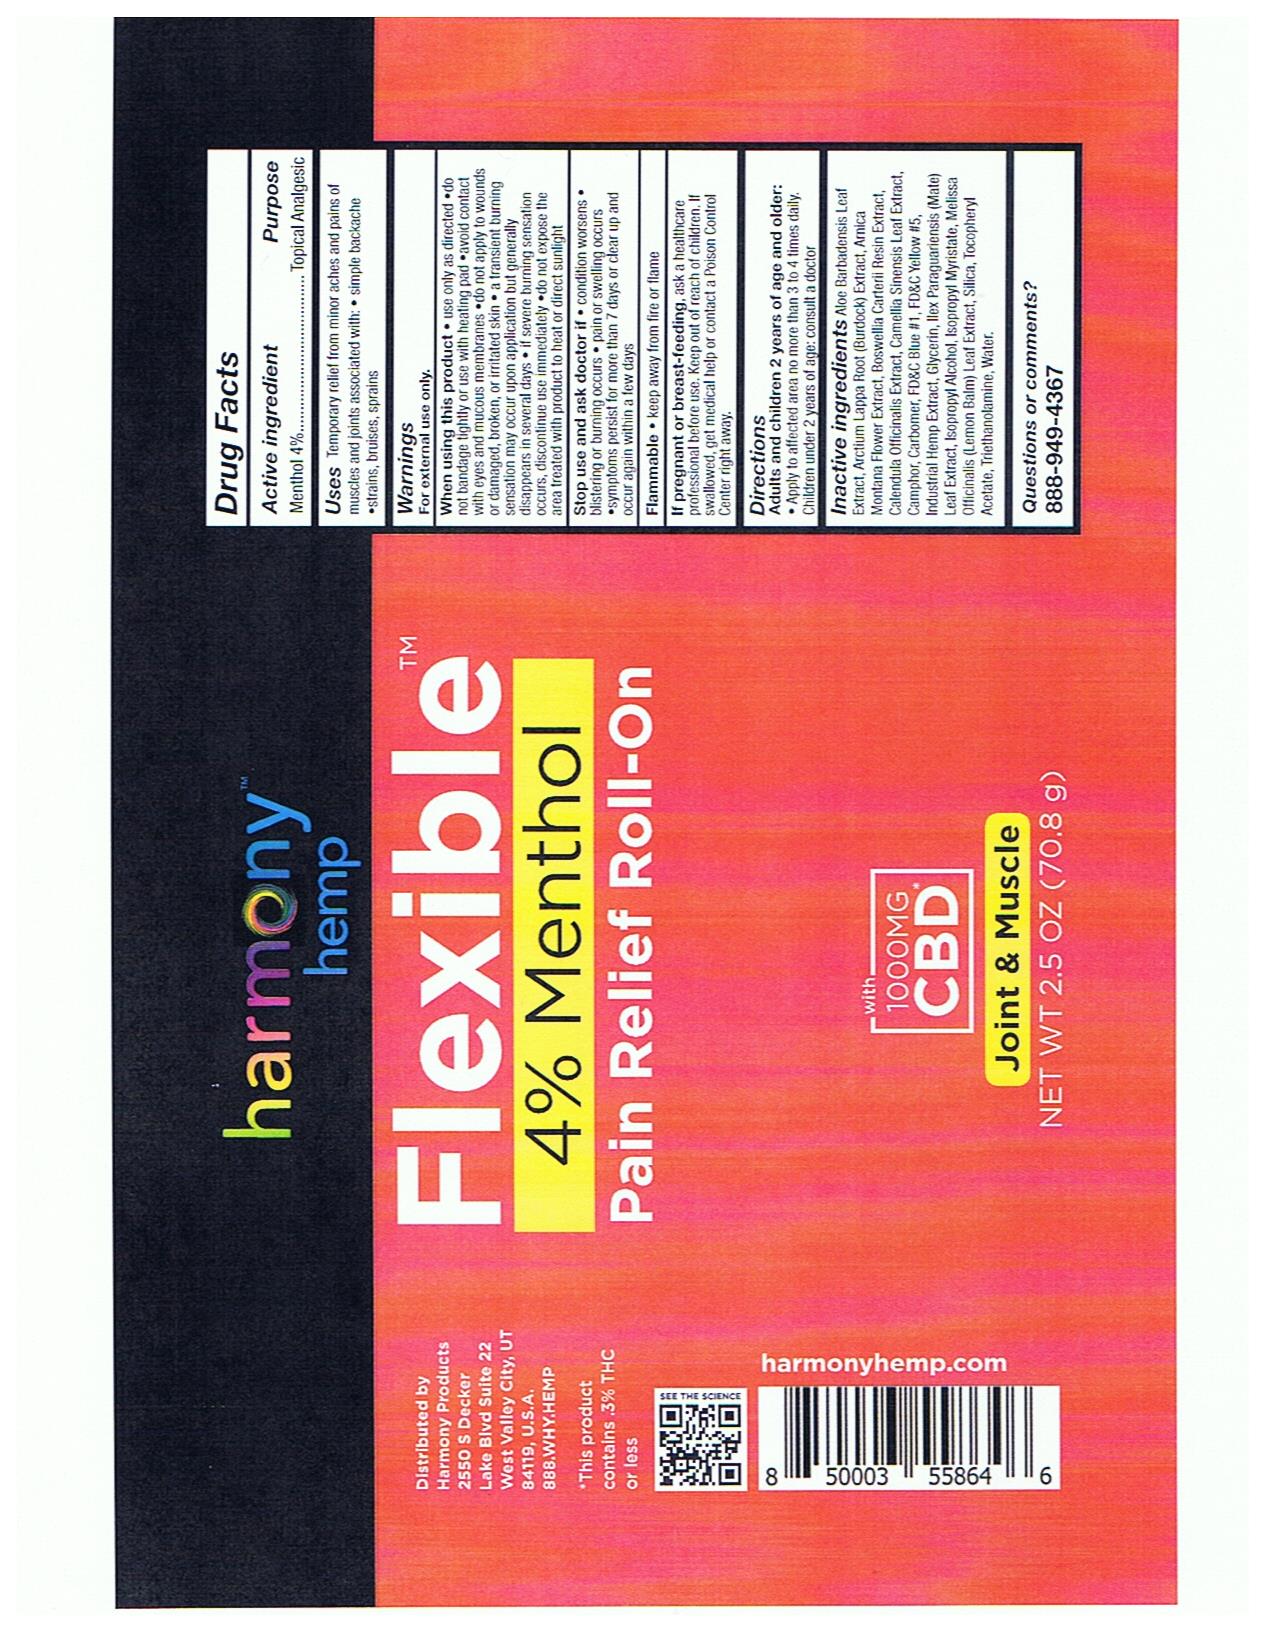 Distributed by
Harmony Products
2550 S Decker
Lake Blvd Suite 22
West Valley City, UT
84119, U.S.A.
888.WHY.HEMP
*This product
contains .3% THC
or less
SEE THE SCIENCE
harmonyhemp.com
8 50003 55864 6
harmony™
hemp
Flexible™
4% Menthol
Pain Relief Roll-On
with
1000MG
CBD*
Joint & Muscle
NET WT 2.5 OZ (70.8 g)
Drug Facts
Active ingredient Purpose
Menthol 4%................................ Topical Analgesic
Uses Temporary relief from minor aches and pains of
muscles and joints associated with: • simple backache
•strains, bruises, sprains
Warnings
For external use only.
When using this product • use only as directed •do
not bandage tightly or use with heating pad •avoid contact
with eyes and mucous membranes •do not apply to wounds
or damaged, broken, or irritated skin • a transient burning
sensation may occur upon application but generally
disappears in several days • if severe burning sensation
occurs, discontinue use immediately •do not expose the
area treated with product to heat or direct sunlight
Stop use and ask doctor if • condition worsens •
blistering or burning occurs • pain or swelling occurs
•symptoms persist for more than 7 days or clear up and
occur again within a few days
Flammable • keep away from fire or flame
If pregnant or breast-feeding, ask a healthcare
professional before use. Keep out of reach of children. If
swallowed, get medical help or contact a Poison Control
Center right away.
Directions
Adults and children 2 years of age and older:
• Apply to affected area no more than 3 to 4 times daily.
Children under 2 years of age: consult a doctor
Inactive ingredients Aloe Barbadensis Leaf
Extract, Arctium Lappa Root (Burdock) Extract, Arnica
Montana Flower Extract, Boswellia Carterii Resin Extract,
Calendula Officinalis Extract, Camellia Sinensis Leaf Extract,
Camphor, Carbomer, FD&C Blue #1, FD&C Yellow #5,
Industrial Hemp Extract, Glycerin, Ilex Paraguariensis (Mate)
Leaf Extract, Isopropyl Alcohol, Isopropyl Myristate, Melissa
Officinalis (Lemon Balm) Leaf Extract, Silica, Tocopheryl
Acetate, Triethanolamine, Water.
Questions or comments?
888-949-4367